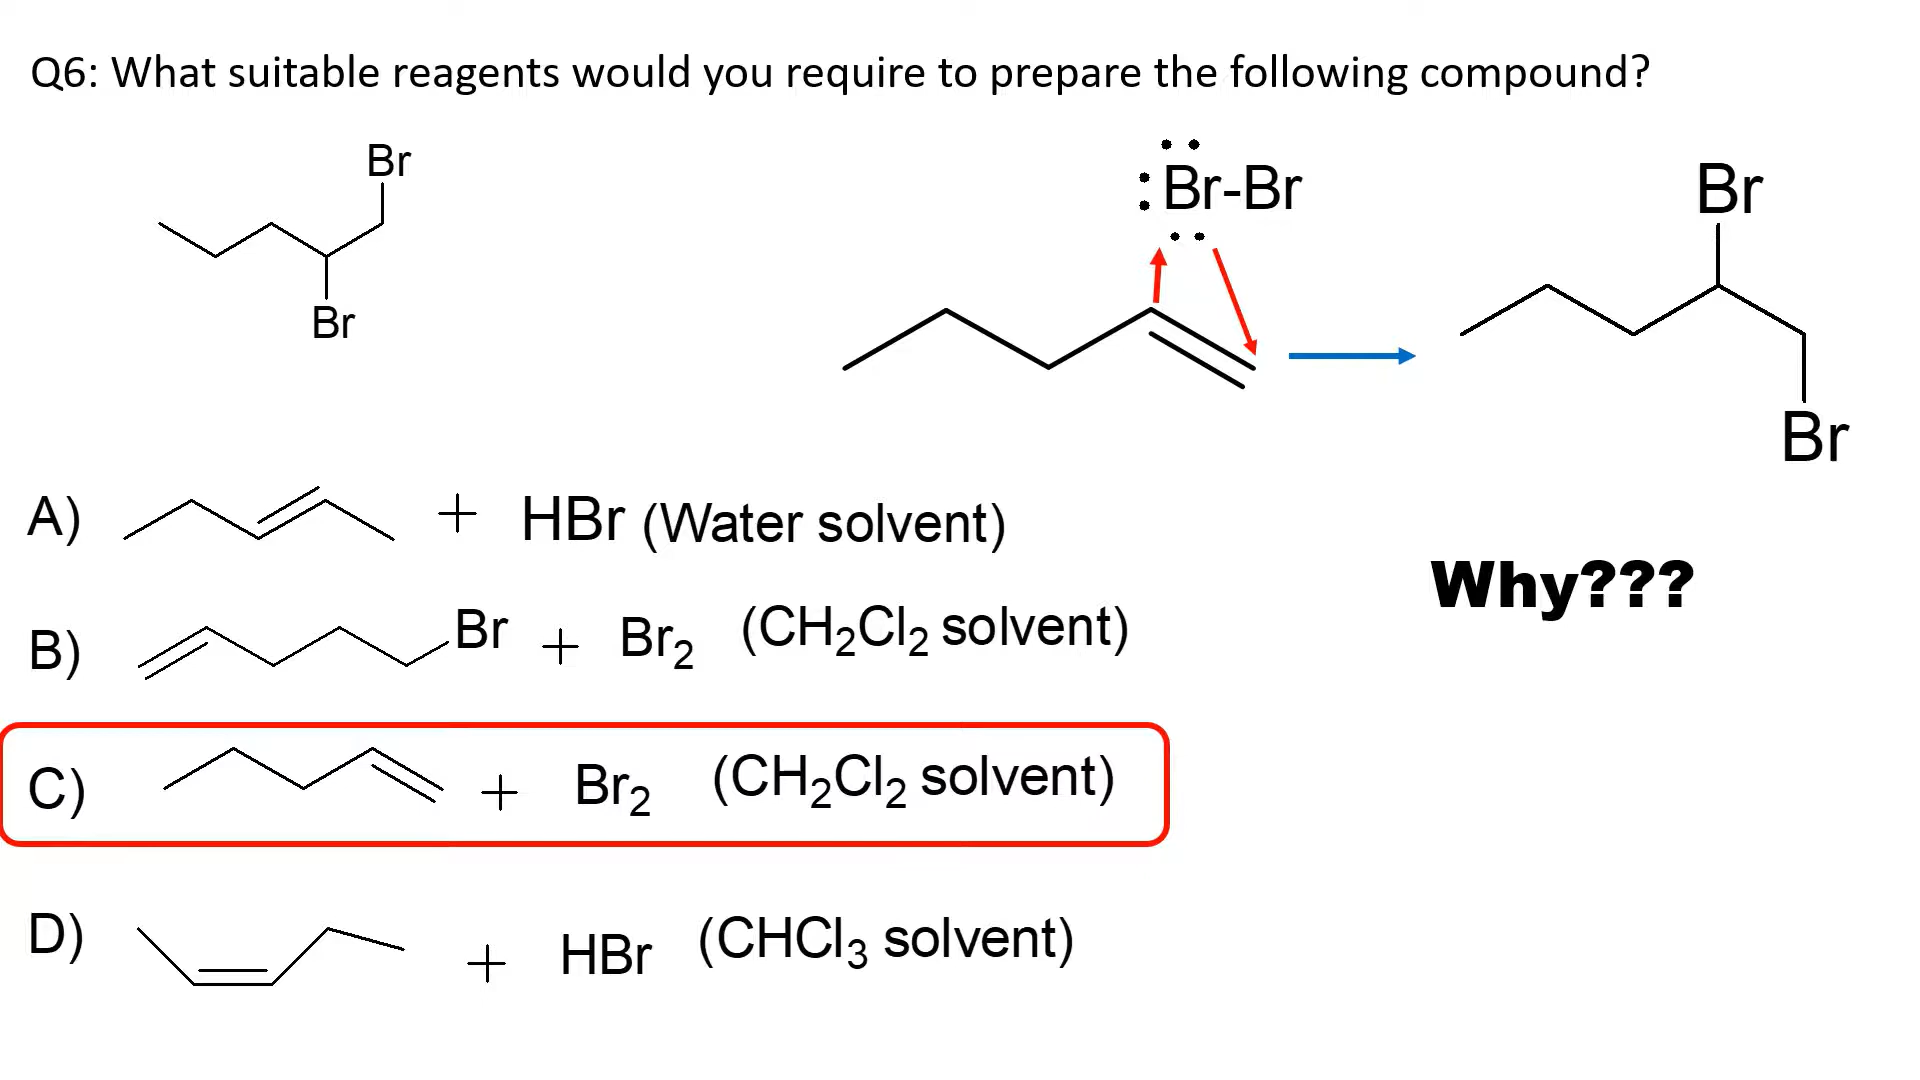 Q6: What suitable reagents would you require to prepare the following compound?
Br
Br
Br-Br
Br
Br
A) + HBr (Water solvent)
B) Br + Br₂ (CH₂Cl₂ solvent)
C) + Br₂ (CH₂Cl₂ solvent)
D) + HBr (CHCl₃ solvent)
Why???